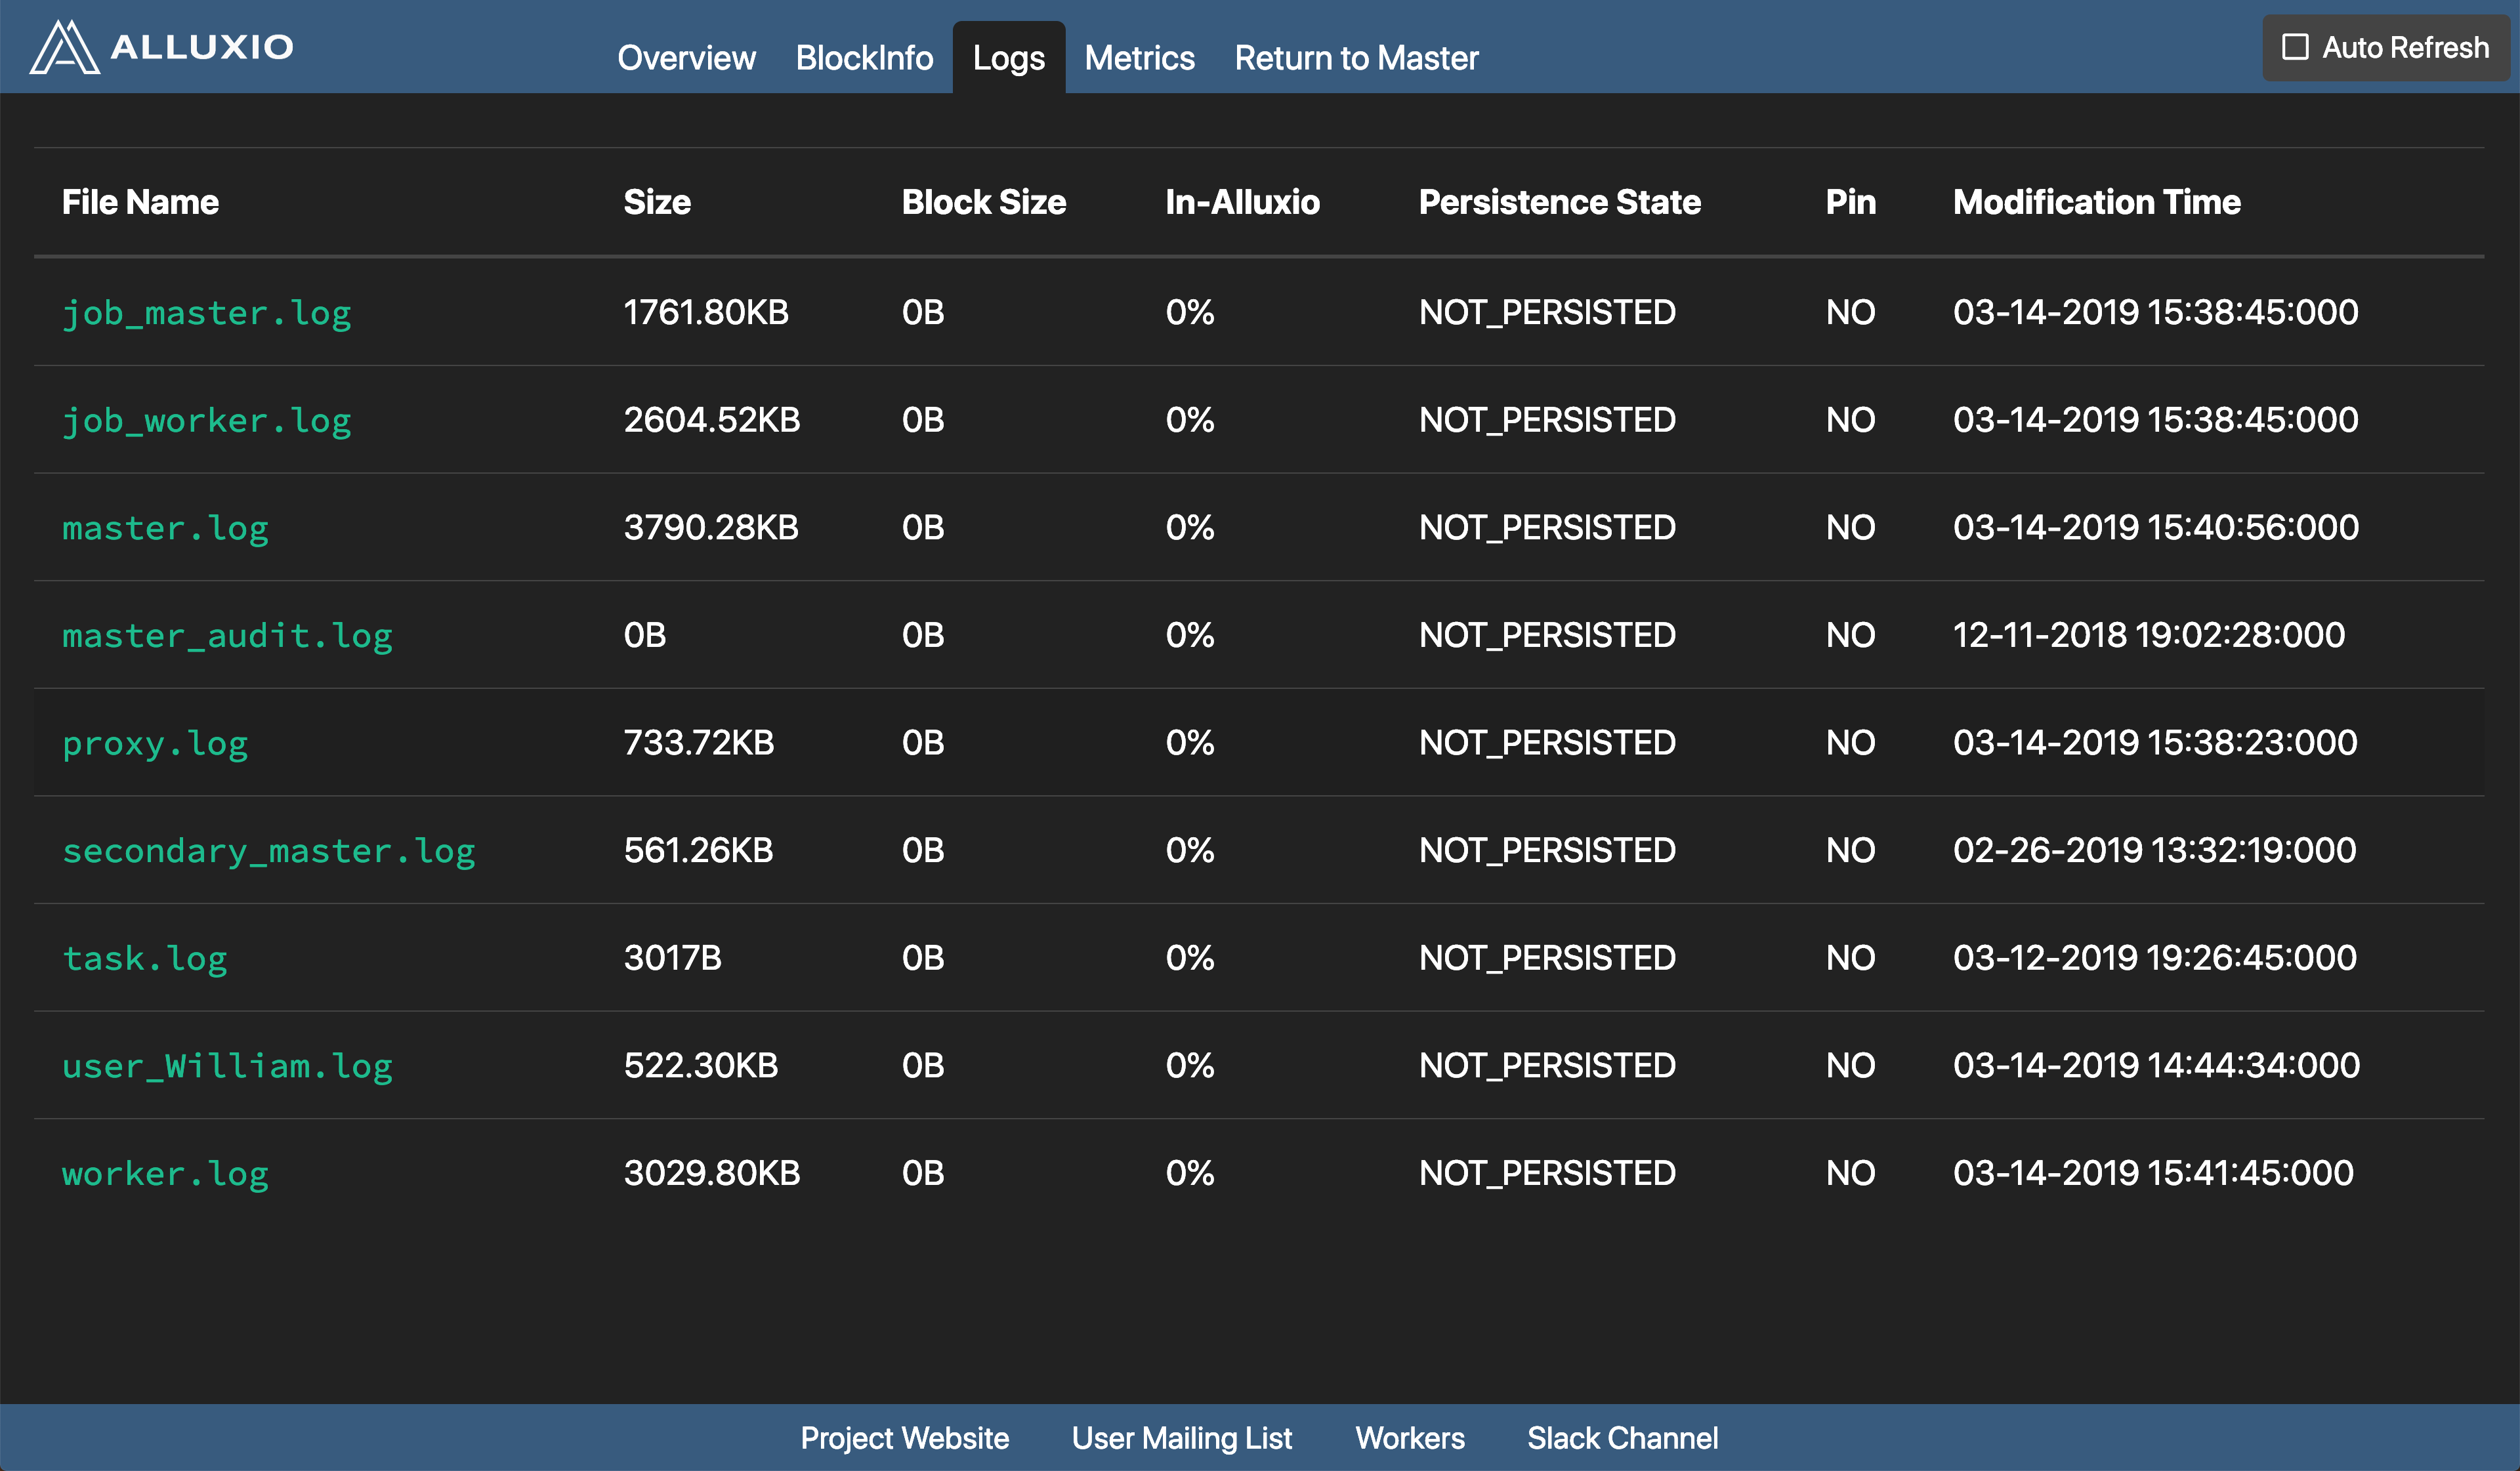 ALLUXIO Overview BlockInfo Logs Metrics Return to Master Auto Refresh
File Name Size Block Size In-Alluxio Persistence State Pin Modification Time
job_master.log 1761.80KB 0B 0% NOT_PERSISTED NO 03-14-2019 15:38:45:000
job_worker.log 2604.52KB 0B 0% NOT_PERSISTED NO 03-14-2019 15:38:45:000
master.log 3790.28KB 0B 0% NOT_PERSISTED NO 03-14-2019 15:40:56:000
master_audit.log 0B 0B 0% NOT_PERSISTED NO 12-11-2018 19:02:28:000
proxy.log 733.72KB 0B 0% NOT_PERSISTED NO 03-14-2019 15:38:23:000
secondary_master.log 561.26KB 0B 0% NOT_PERSISTED NO 02-26-2019 13:32:19:000
task.log 3017B 0B 0% NOT_PERSISTED NO 03-12-2019 19:26:45:000
user_William.log 522.30KB 0B 0% NOT_PERSISTED NO 03-14-2019 14:44:34:000
worker.log 3029.80KB 0B 0% NOT_PERSISTED NO 03-14-2019 15:41:45:000
Project Website User Mailing List Workers Slack Channel